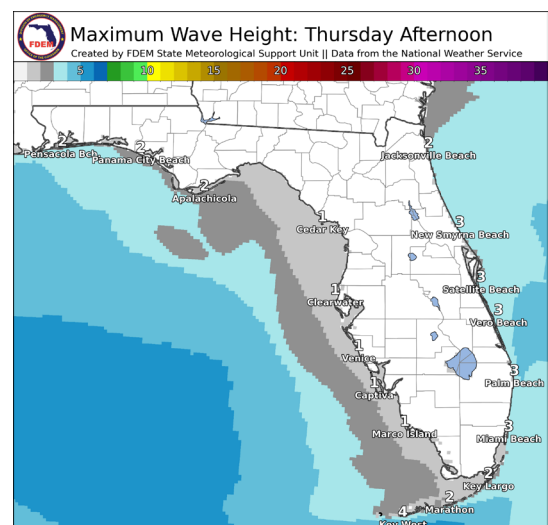 FDEM
Maximum Wave Height: Thursday Afternoon
Created by FDEM State Meteorological Support Unit || Data from the National Weather Service
5 10 15 20 25 30 35
2
Pensacola Bch.
2
Panama City Beach
2
Jacksonville Beach
2
Apalachicola
1
Cedar Key
3
New Smyrna Beach
3
Satellite Beach
1
Clearwater
3
Vero Beach
1
Venice
3
Palm Beach
1
Captiva
1
Marco Island
3
Miami Beach
2
Key Largo
2
Marathon
4
Key West